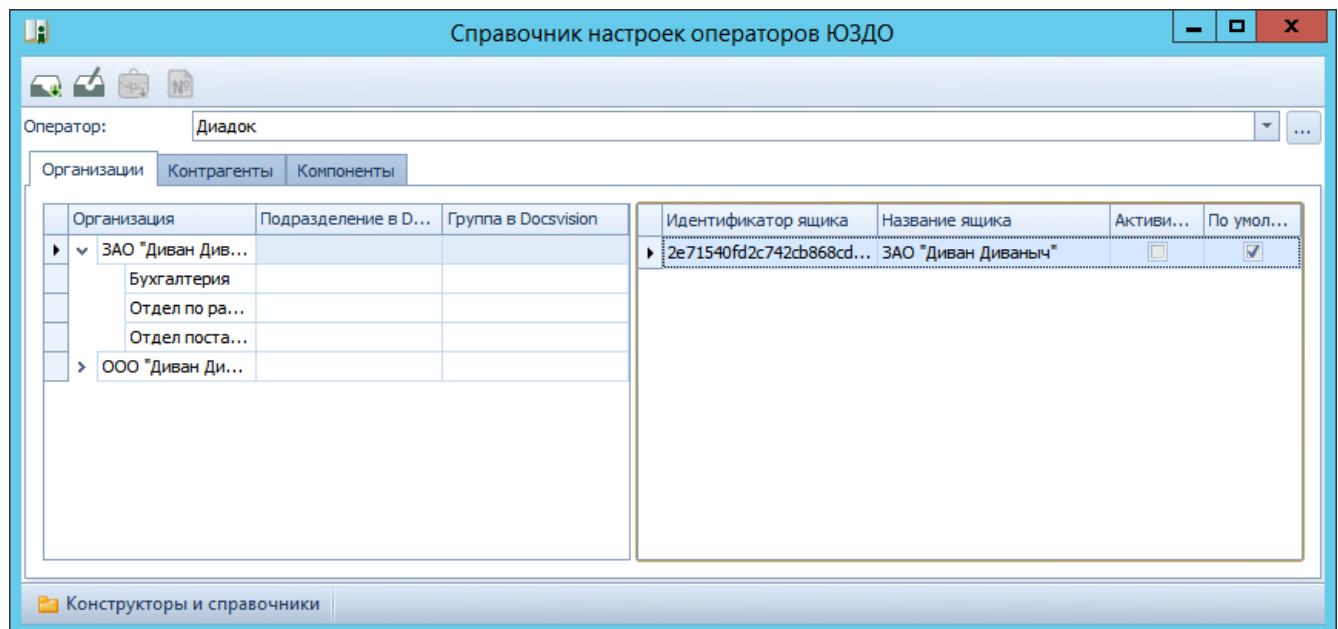 Справочник настроек операторов ЮЗДО
Оператор: Диадок ...
Организации Контрагенты Компоненты
Организация Подразделение в D... Группа в Docsvision Идентификатор ящика Название ящика Активи... По умол...
ЗАО "Диван Див... 2e71540fd2c742cb868cd... ЗАО "Диван Диваныч"
Бухгалтерия
Отдел по ра...
Отдел поста...
ООО "Диван Ди...
Конструкторы и справочники